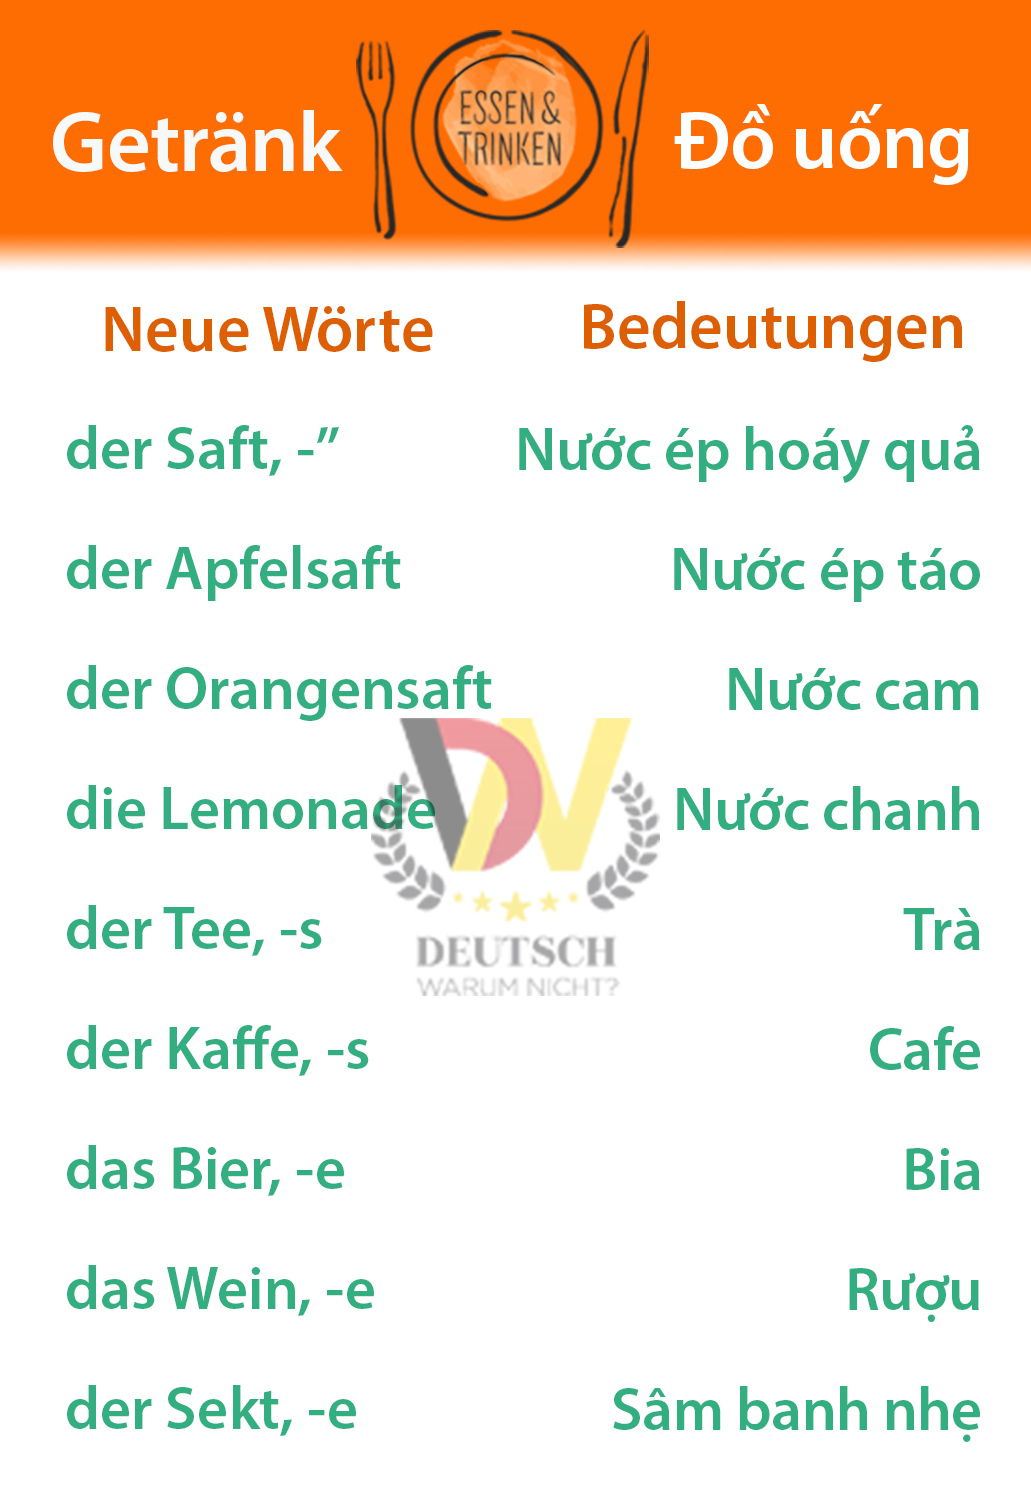 Getränk
ESSEN &
TRINKEN
Đồ uống
Neue Wörte Bedeutungen
der Saft, -” Nước ép hoáy quả
der Apfelsaft Nước ép táo
der Orangensaft Nước cam
die Lemonade Nước chanh
der Tee, -s Trà
DEUTSCH
WARUM NICHT?
der Kaffe, -s Cafe
das Bier, -e Bia
das Wein, -e Rượu
der Sekt, -e Sâm banh nhẹ